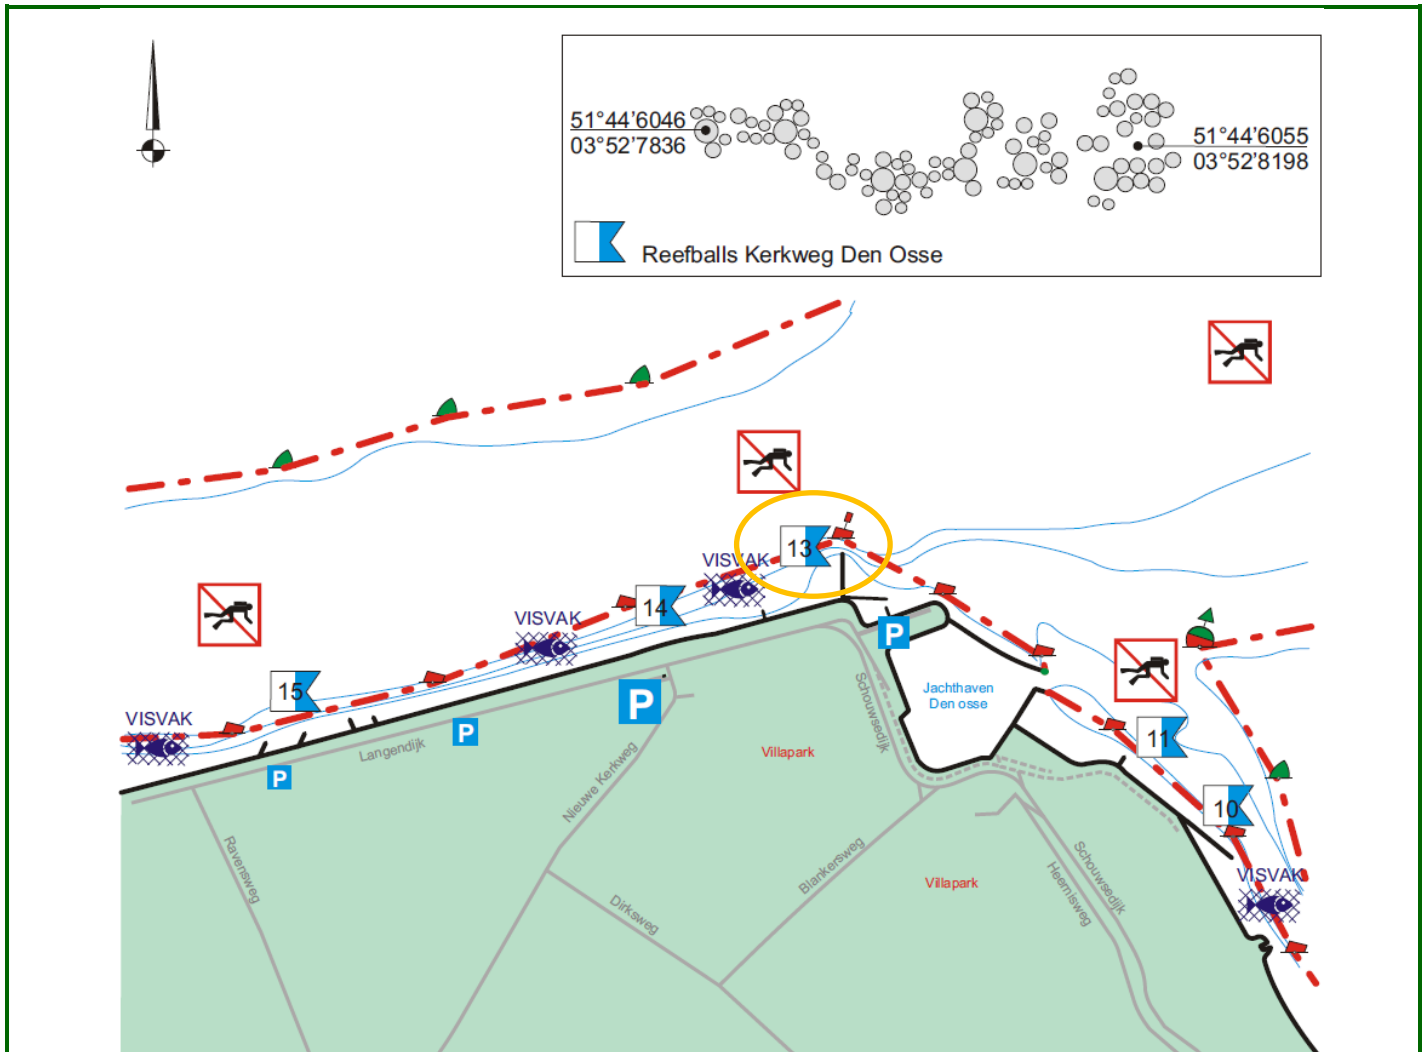 51°44'6046
03°52'7836
51°44'6055
03°52'8198
Reefballs Kerkweg Den Osse
13
VISVAK
14
VISVAK
P
15
P
VISVAK
P
P
Langendijk
Nieuwe Kerkweg
Schouwsedijk
Jachthaven
Den osse
11
Villapark
10
Ravensweg
Blankersweg
Schouwsedijk
Heernisweg
VISVAK
Villapark
Dirksweg